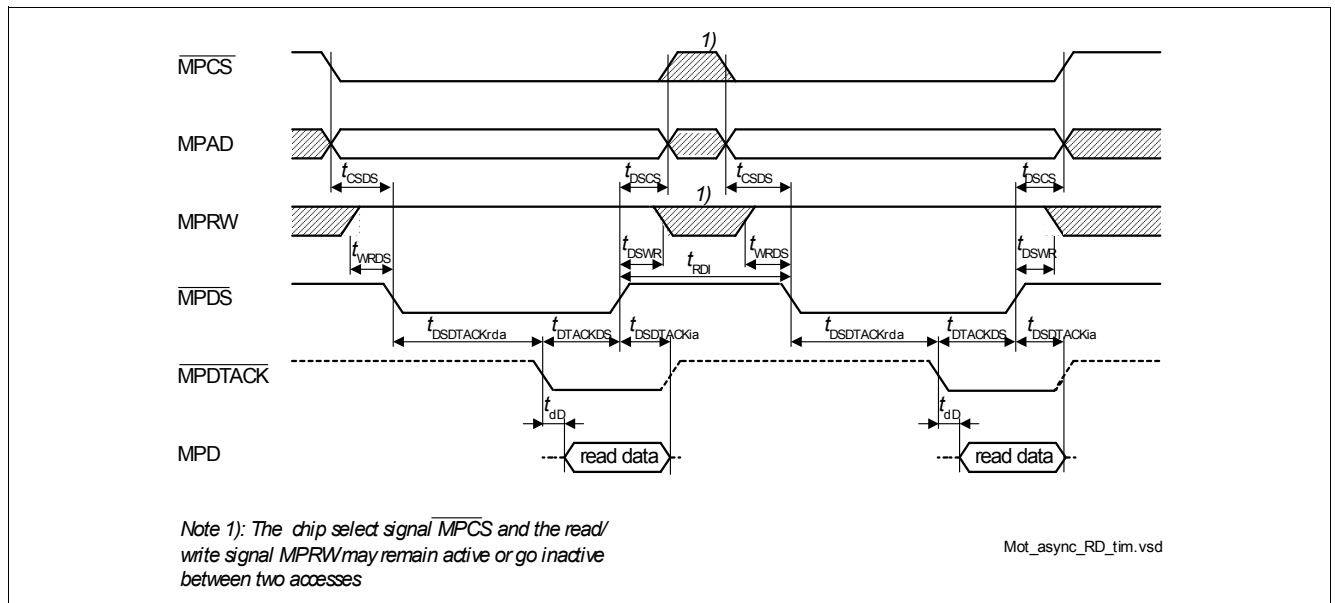 1)
MPCS
MPAD
tCSDS tDSCS tCSDS tDSCS
1)
MPRW
tWRDS tDSWR tWRDS tDSWR
tRDI
MPDS
tDSDTACKrda tDTACKDS tDSDTACKia tDSDTACKrda tDTACKDS tDSDTACKia
MPDTACK
tdD tdD
MPD read data read data
Note 1): The chip select signal MPCS and the read/
write signal MPRW may remain active or go inactive
between two accesses
Mot_async_RD_tim.vsd